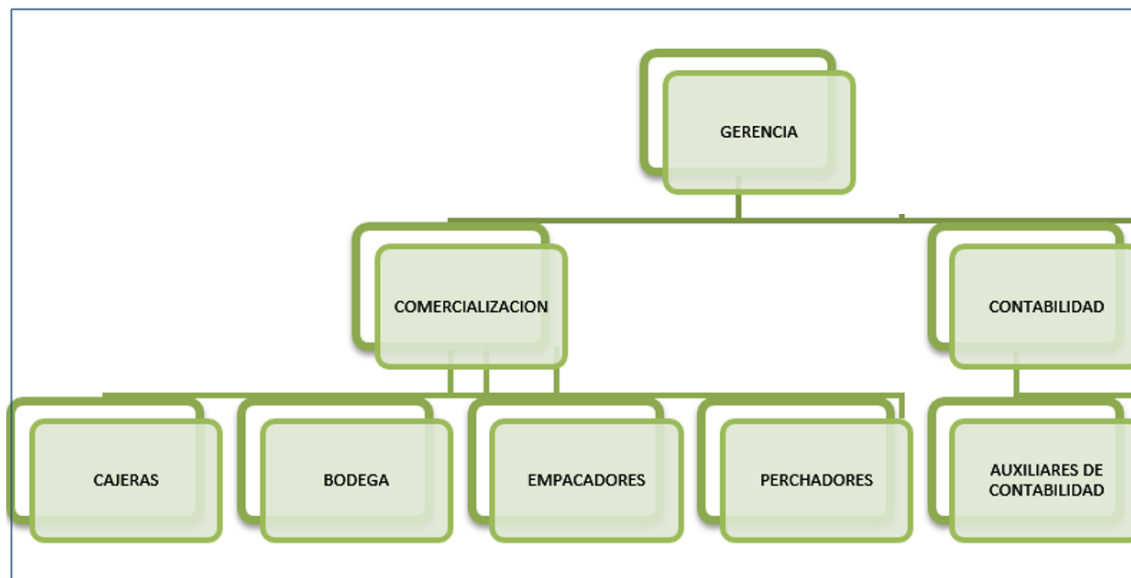 GERENCIA
COMERCIALIZACION
CONTABILIDAD
CAJERAS
BODEGA
EMPACADORES
PERCHADORES
AUXILIARES DE
CONTABILIDAD